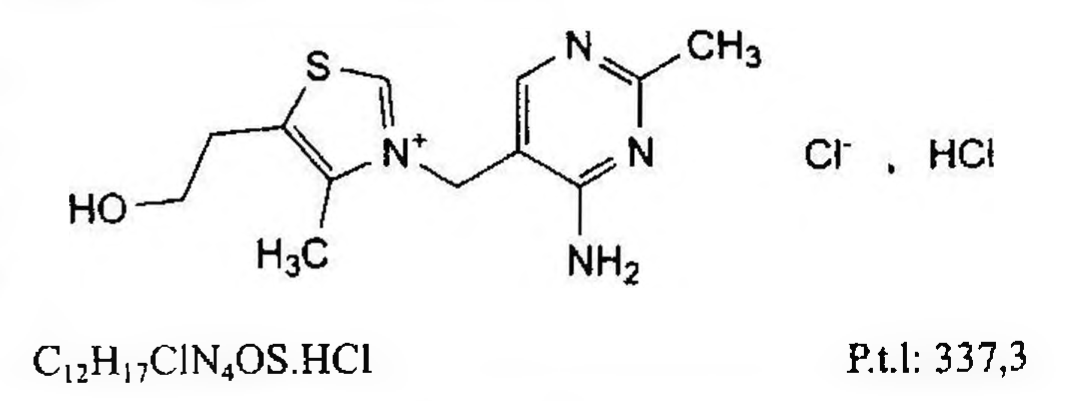 S
N
CH₃
N⁺
N
Cl⁻ . HCl
HO
H₃C
NH₂
C₁₂H₁₇ClN₄OS.HCl
P.t.l: 337,3